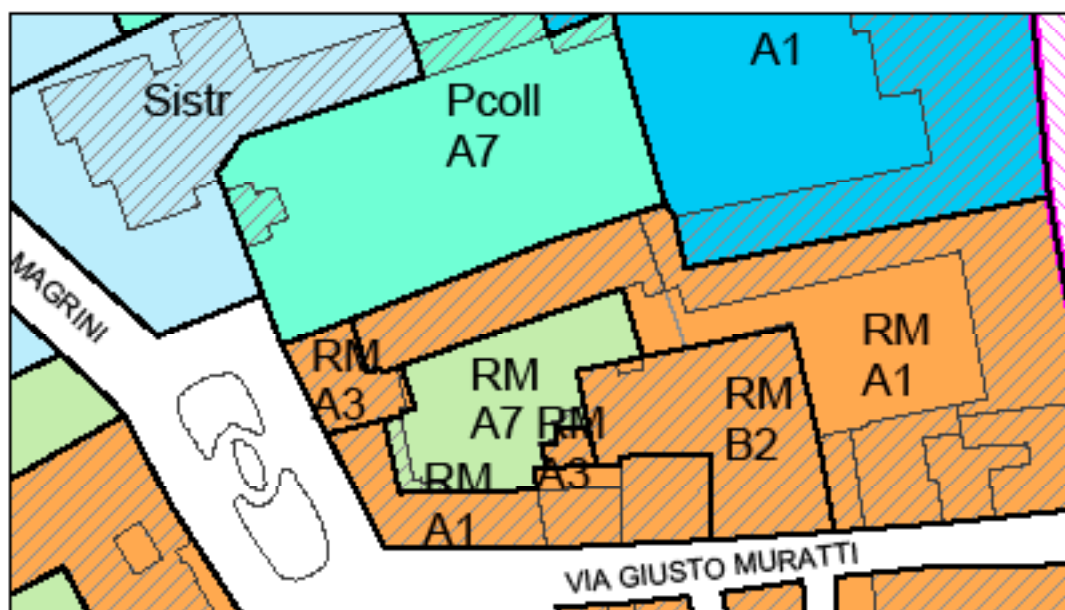 A1
Sistr
Pcoll
A7
MAGRINI
RM
A3
RM
A7
RM
A1
RM
B2
RM
A3
RM
A1
VIA GIUSTO MURATTI